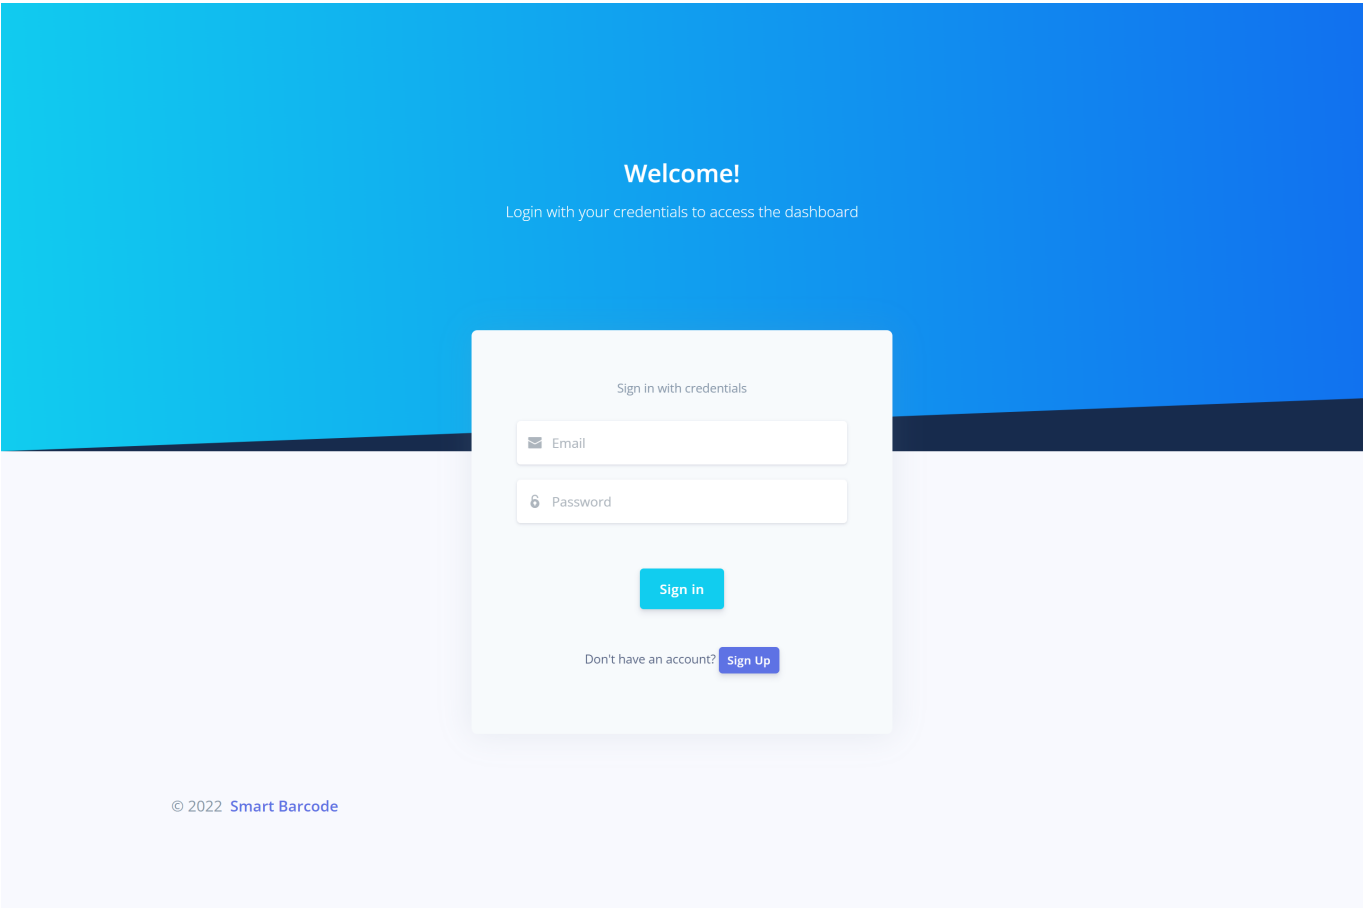 Welcome!
Login with your credentials to access the dashboard
Sign in with credentials
Email
Password
Sign in
Don't have an account? Sign Up
© 2022 Smart Barcode